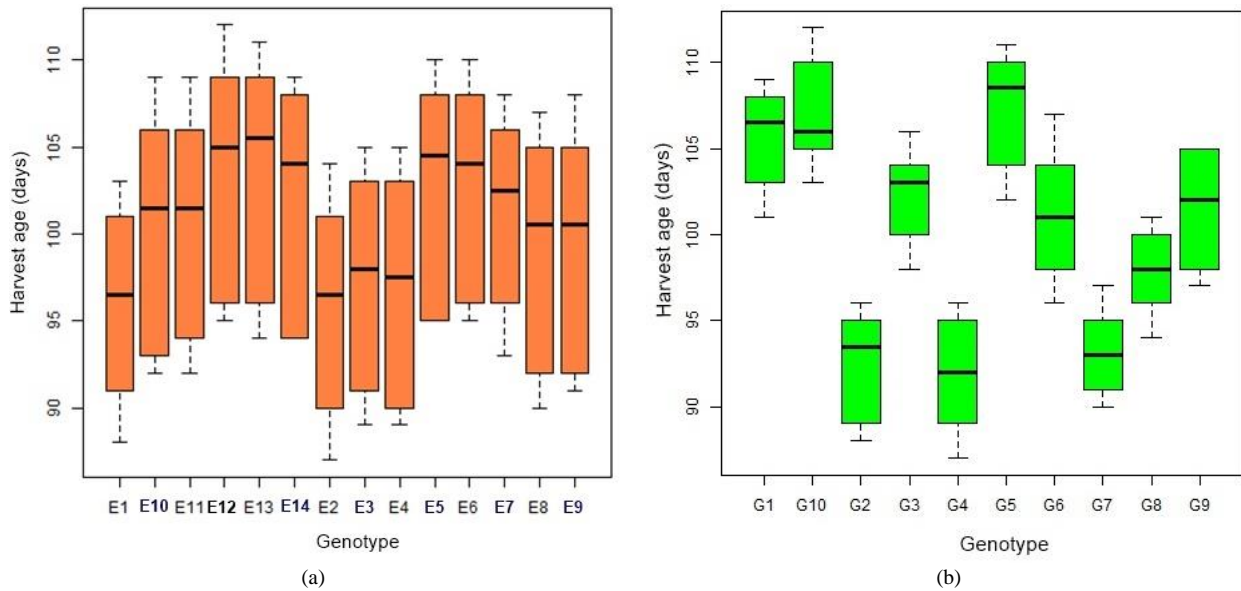 Harvest age (days)
110
105
100
95
90
E1 E10 E11 E12 E13 E14 E2 E3 E4 E5 E6 E7 E8 E9
Genotype
(a)
Harvest age (days)
110
105
100
95
90
G1 G10 G2 G3 G4 G5 G6 G7 G8 G9
Genotype
(b)